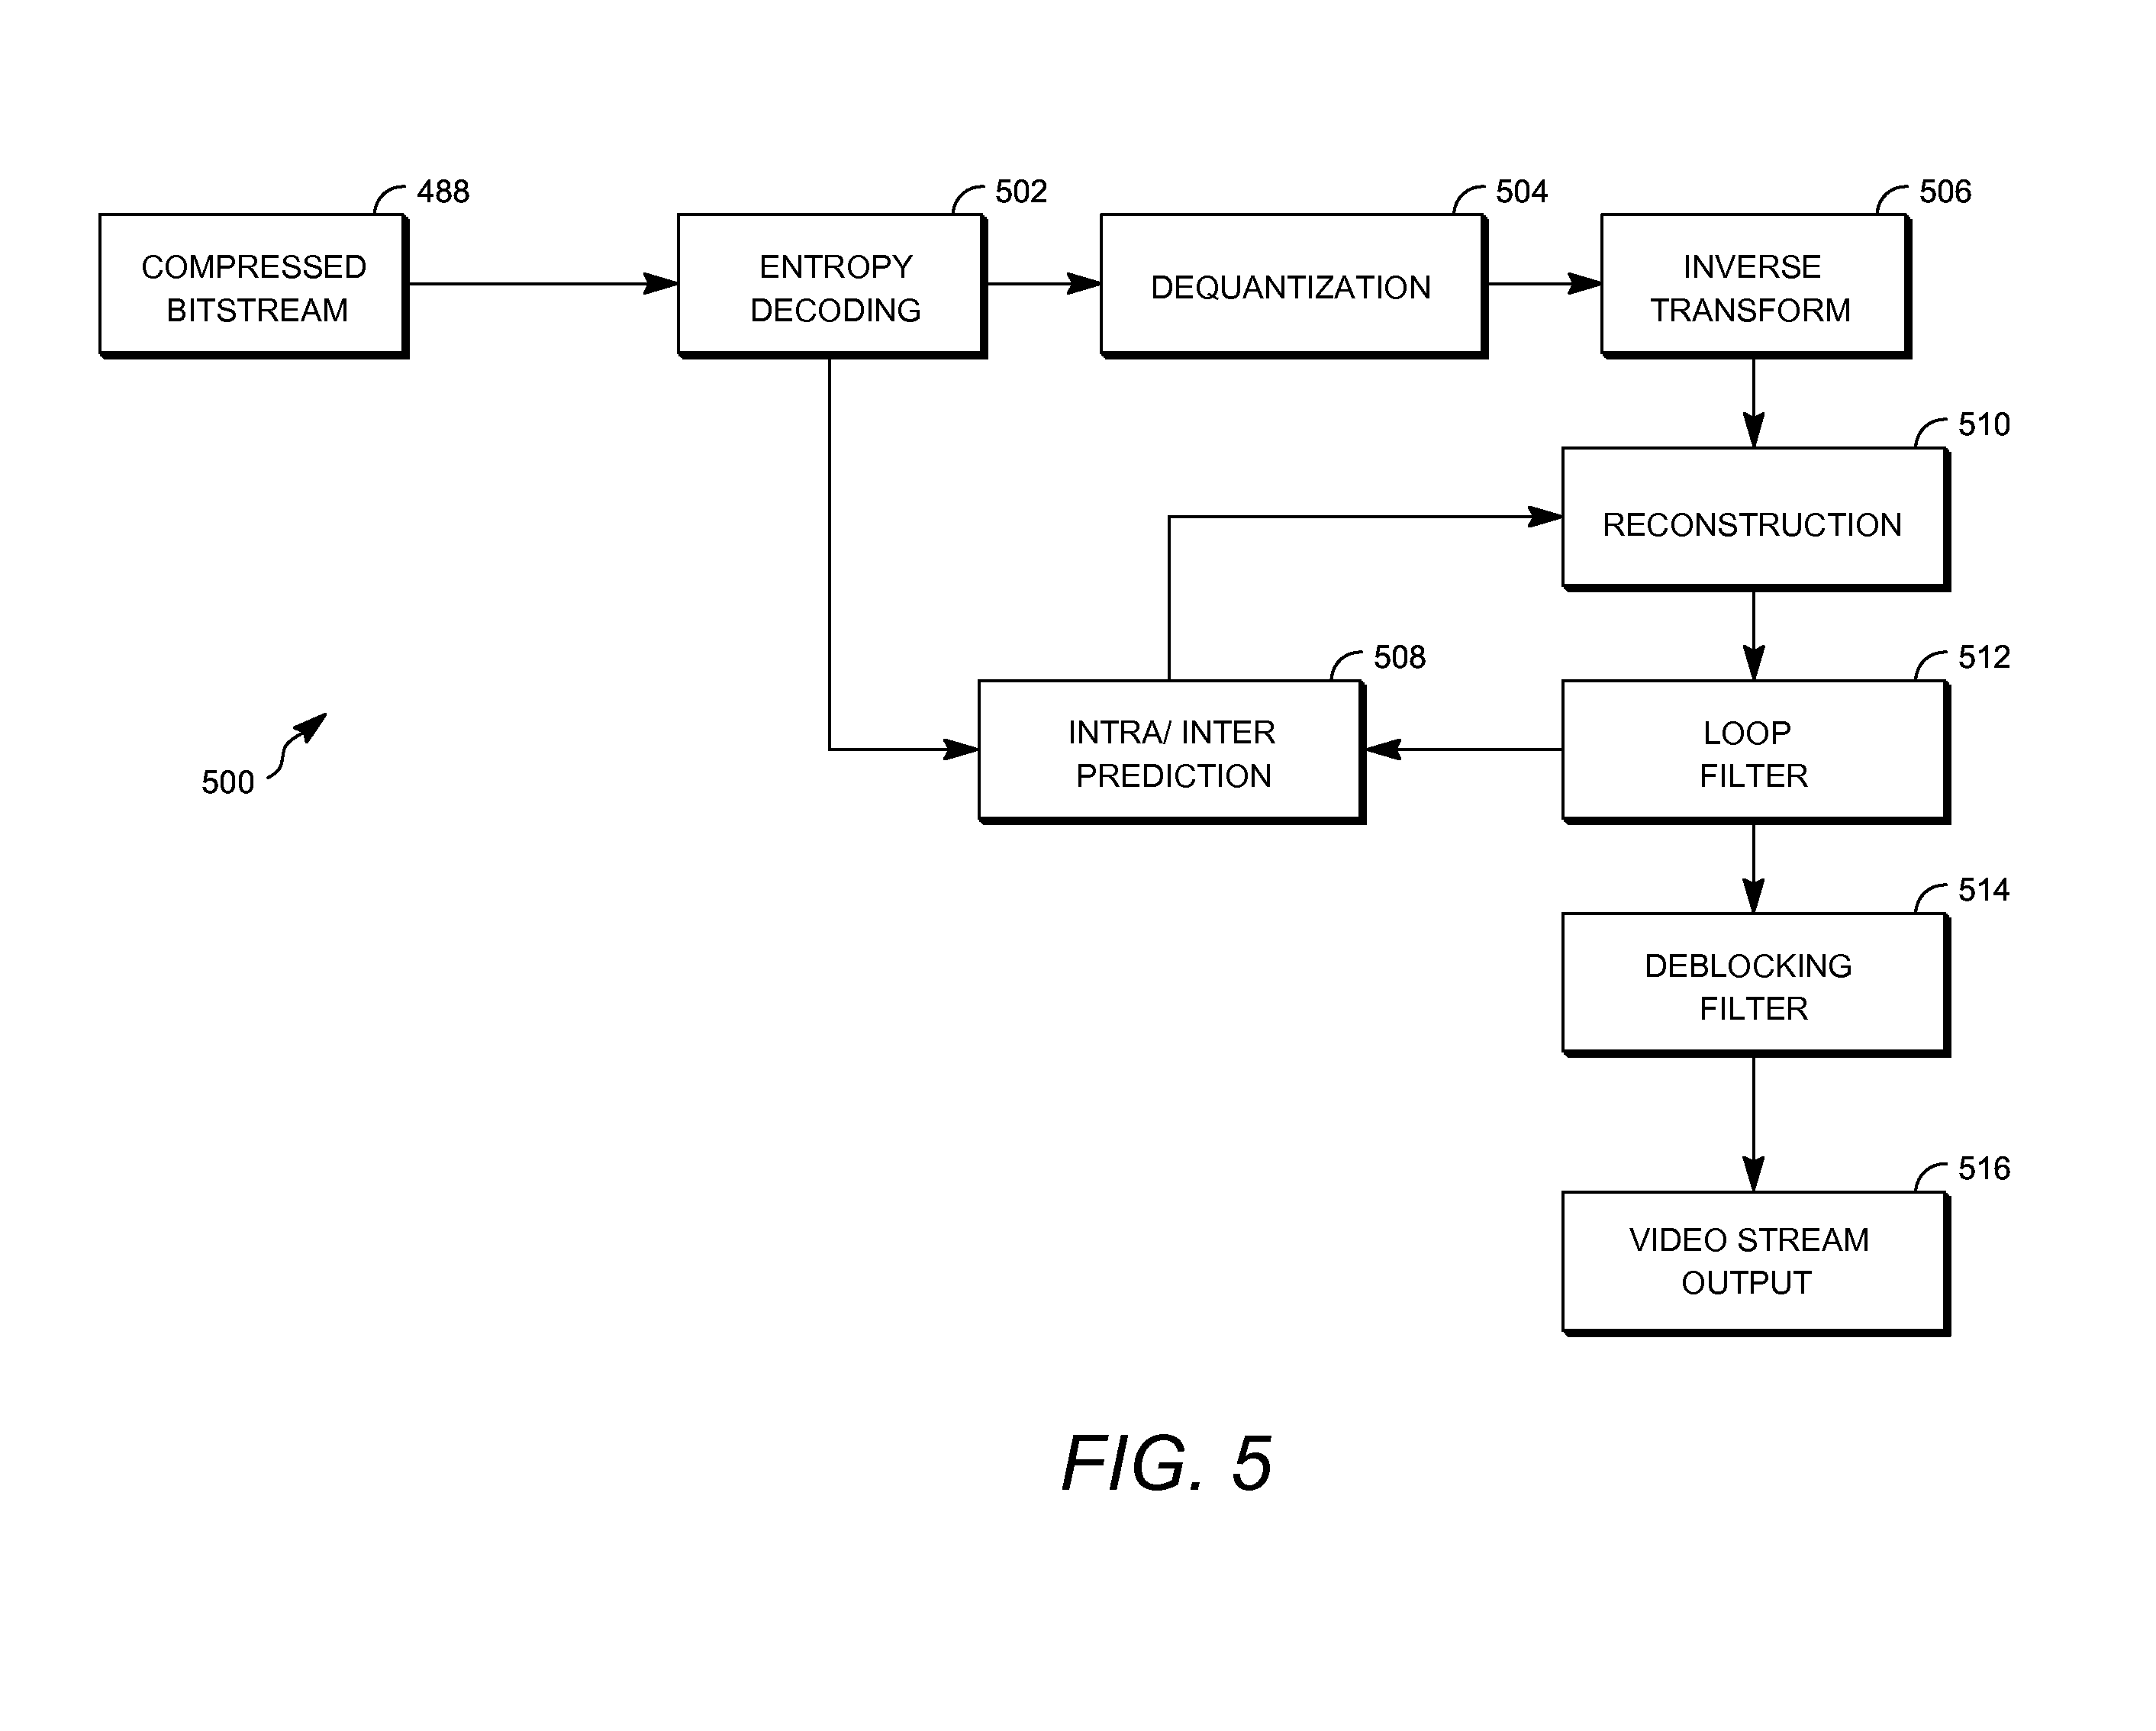 488
COMPRESSED
BITSTREAM
502
ENTROPY
DECODING
504
DEQUANTIZATION
506
INVERSE
TRANSFORM
510
RECONSTRUCTION
508
INTRA/ INTER
PREDICTION
512
LOOP
FILTER
500
514
DEBLOCKING
FILTER
516
VIDEO STREAM
OUTPUT
FIG. 5